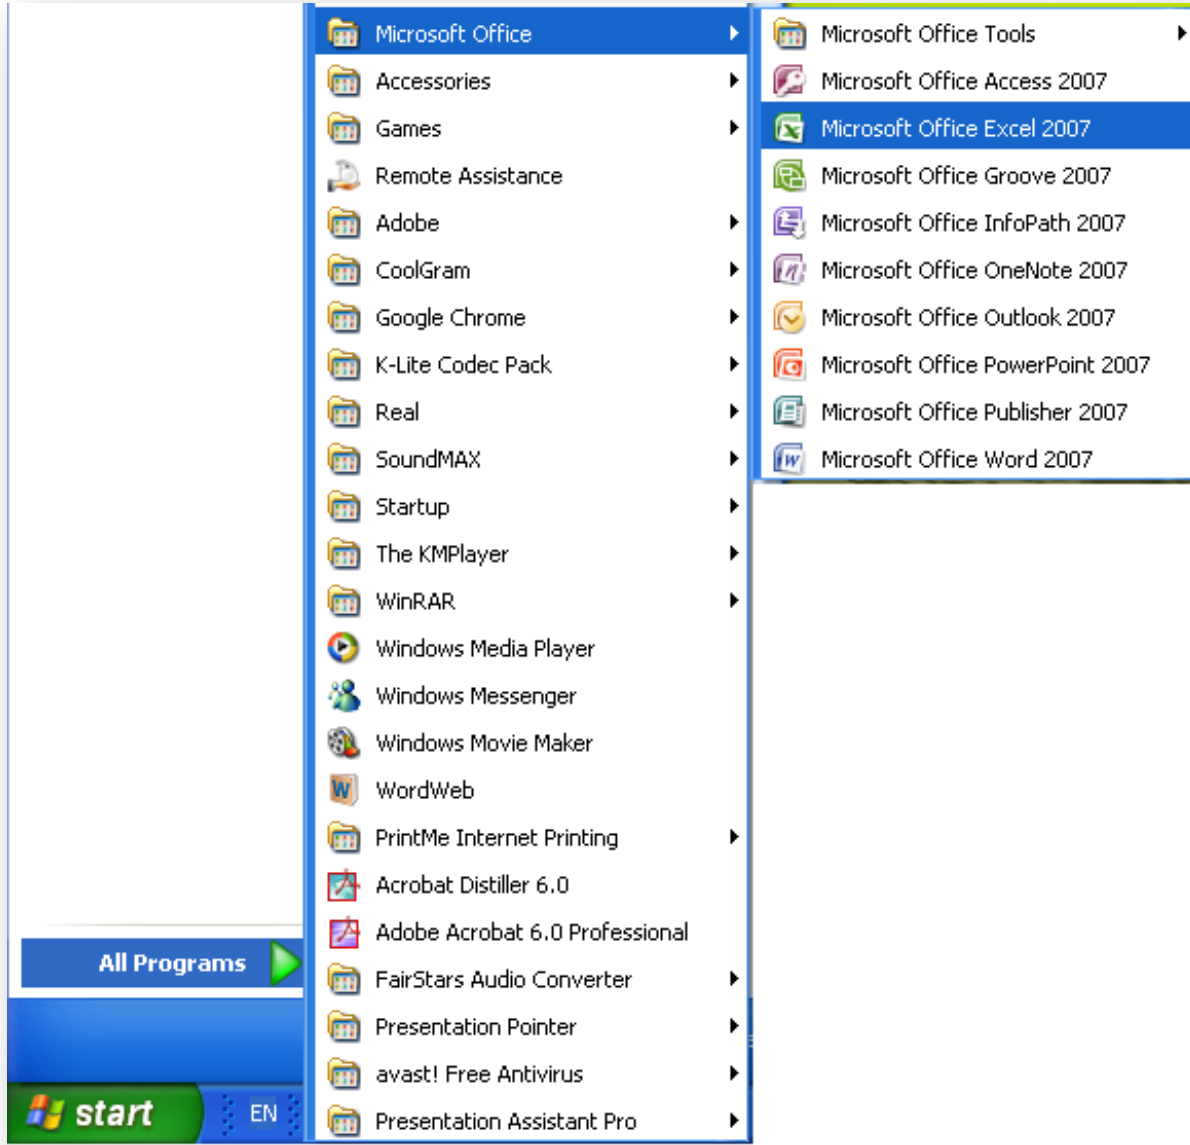 Microsoft Office
Accessories
Games
Remote Assistance
Adobe
CoolGram
Google Chrome
K-Lite Codec Pack
Real
SoundMAX
Startup
The KMPlayer
WinRAR
Windows Media Player
Windows Messenger
Windows Movie Maker
WordWeb
PrintMe Internet Printing
Acrobat Distiller 6.0
Adobe Acrobat 6.0 Professional
FairStars Audio Converter
Presentation Pointer
avast! Free Antivirus
Presentation Assistant Pro
Microsoft Office Tools
Microsoft Office Access 2007
Microsoft Office Excel 2007
Microsoft Office Groove 2007
Microsoft Office InfoPath 2007
Microsoft Office OneNote 2007
Microsoft Office Outlook 2007
Microsoft Office PowerPoint 2007
Microsoft Office Publisher 2007
Microsoft Office Word 2007
All Programs
start
EN